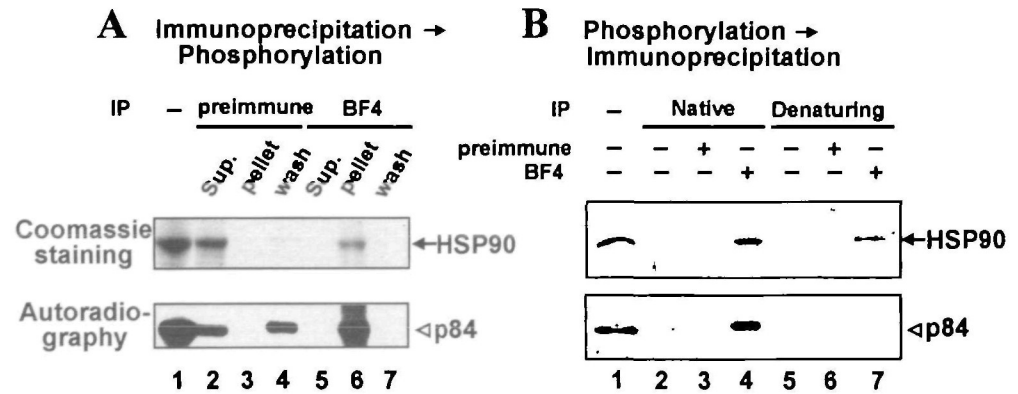 A Immunoprecipitation →
Phosphorylation
IP – preimmune BF4
Sup. pellet wash Sup. pellet wash
Coomassie
staining
←HSP90
Autoradio-
graphy
◁p84
1 2 3 4 5 6 7
B Phosphorylation →
Immunoprecipitation
IP – Native Denaturing
preimmune – – + – – + –
BF4 – – – + – – +
←HSP90
◁p84
1 2 3 4 5 6 7